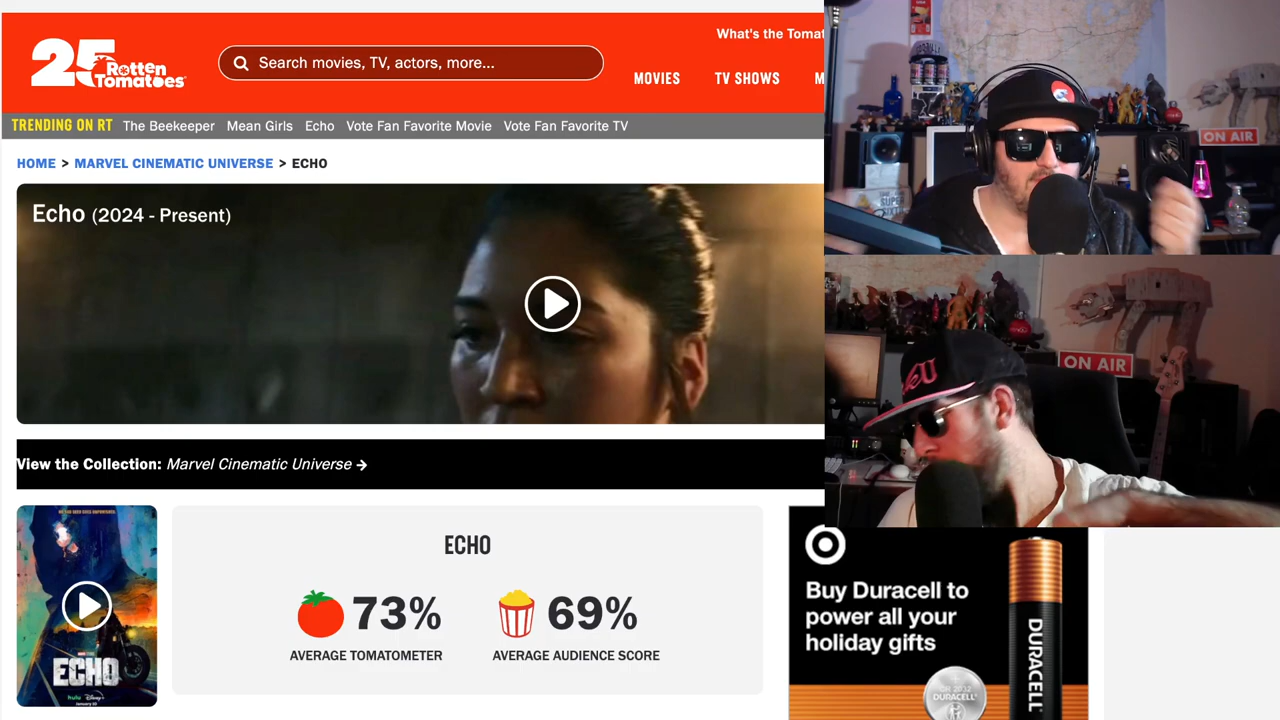 25 Rotten
Tomatoes
Search movies, TV, actors, more...
What's the Tomat
MOVIES
TV SHOWS
M
TRENDING ON RT
The Beekeeper
Mean Girls
Echo
Vote Fan Favorite Movie
Vote Fan Favorite TV
HOME > MARVEL CINEMATIC UNIVERSE > ECHO
Echo (2024 - Present)
ON AIR
ON AIR
View the Collection: Marvel Cinematic Universe →
ECHO
hulu Disney+
ECHO
73%
69%
AVERAGE TOMATOMETER
AVERAGE AUDIENCE SCORE
Buy Duracell to
power all your
holiday gifts
DURACELL
DURACELL